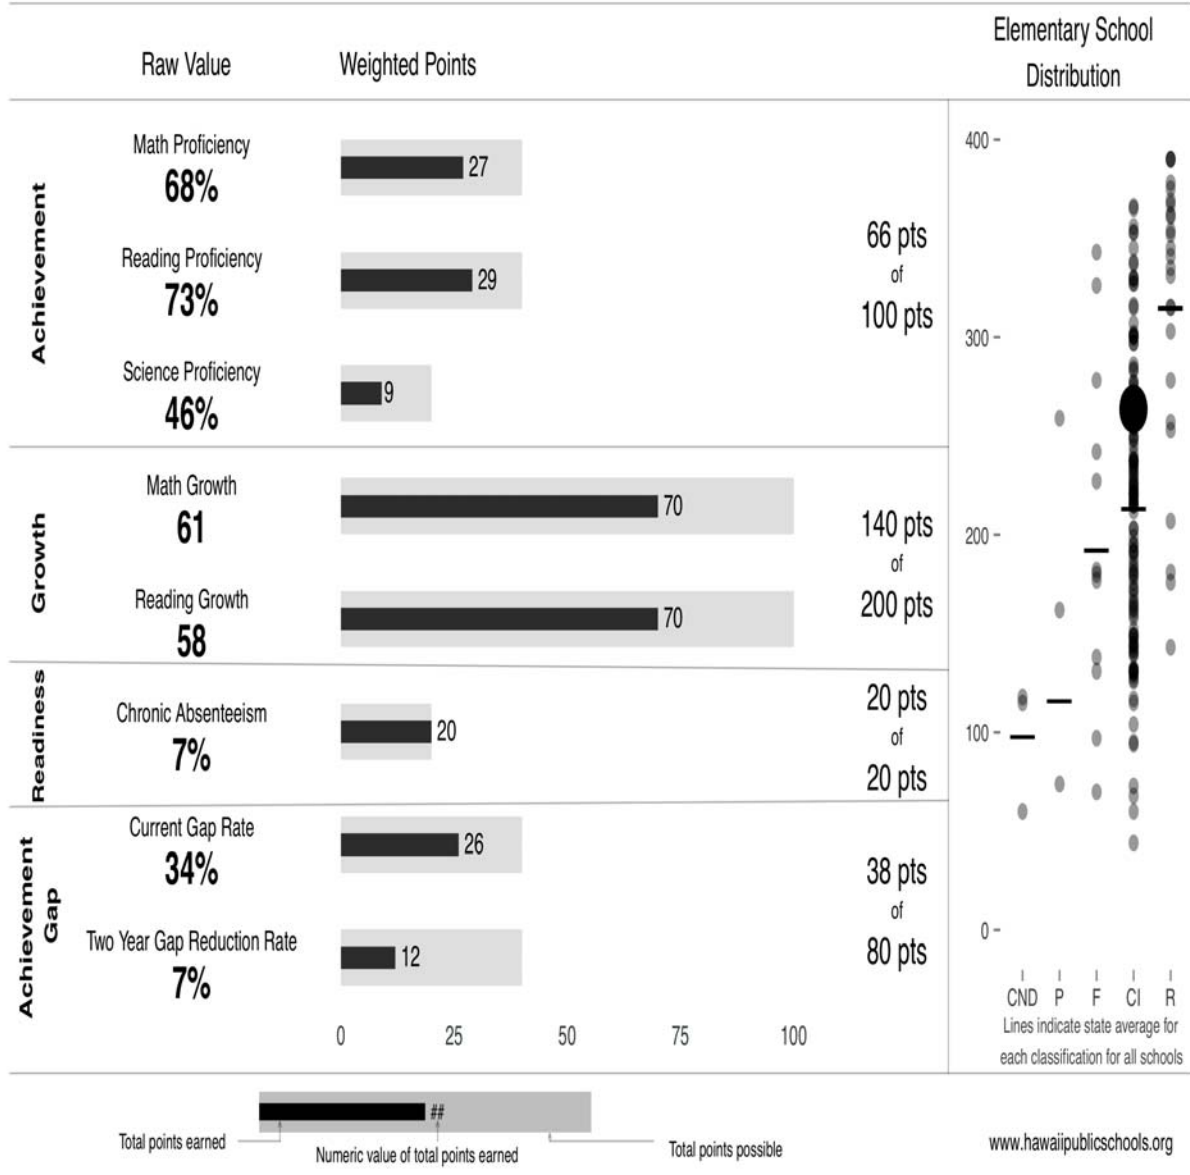 Raw Value
Weighted Points
Elementary School
Distribution
Achievement
Math Proficiency
68%
27
Reading Proficiency
73%
29
Science Proficiency
46%
9
66 pts
of
100 pts
Growth
Math Growth
61
70
Reading Growth
58
70
140 pts
of
200 pts
Readiness
Chronic Absenteeism
7%
20
20 pts
of
20 pts
Achievement
Gap
Current Gap Rate
34%
26
Two Year Gap Reduction Rate
7%
12
38 pts
of
80 pts
0 25 50 75 100
400
300
200
100
0
CND P F CI R
Lines indicate state average for
each classification for all schools
##
Total points earned
Numeric value of total points earned
Total points possible
www.hawaiipublicschools.org